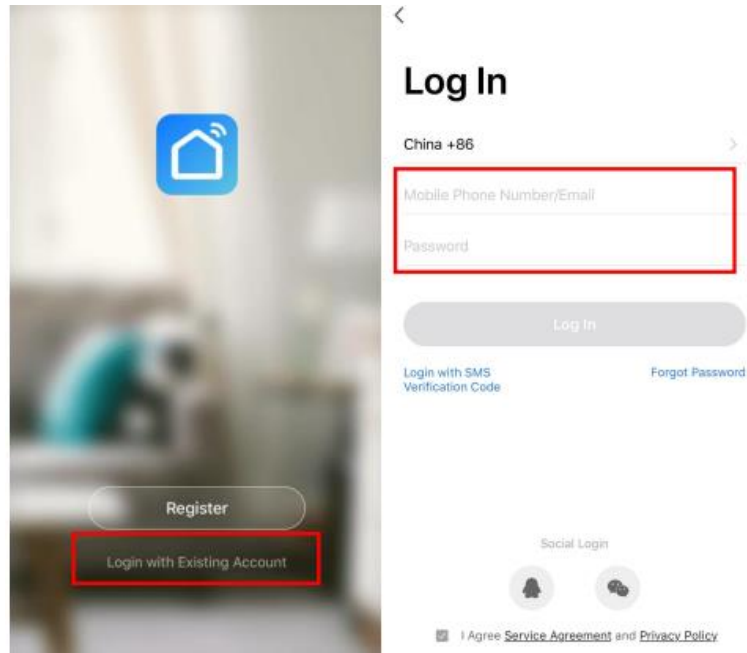 Register
Login with Existing Account
Log In
China +86
Mobile Phone Number/Email
Password
Log In
Login with SMS
Verification Code
Forgot Password
Social Login
I Agree Service Agreement and Privacy Policy